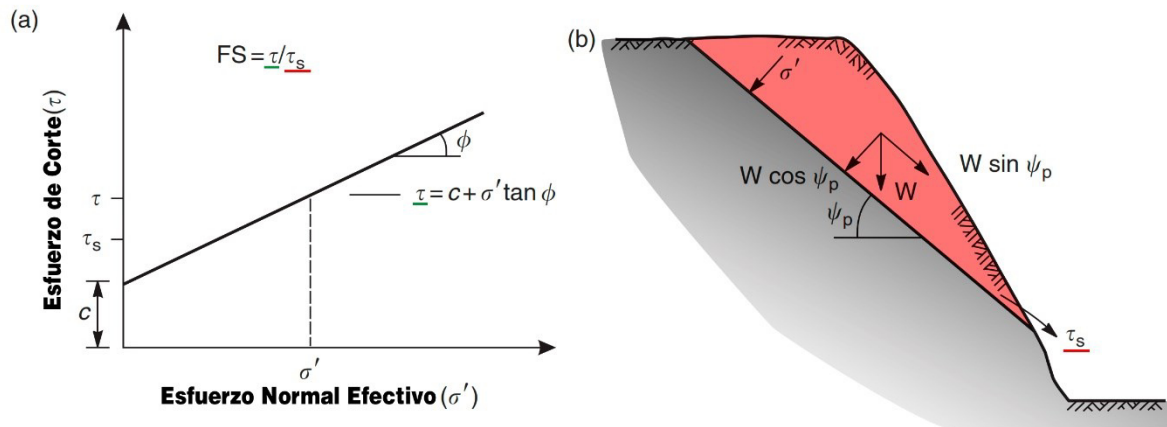 (a)
FS = τ/τs
Esfuerzo de Corte(τ)
ϕ
τ = c + σ′ tan ϕ
τ
τs
c
σ′
Esfuerzo Normal Efectivo(σ′)
(b)
σ′
W cos ψp
W
W sin ψp
ψp
τs